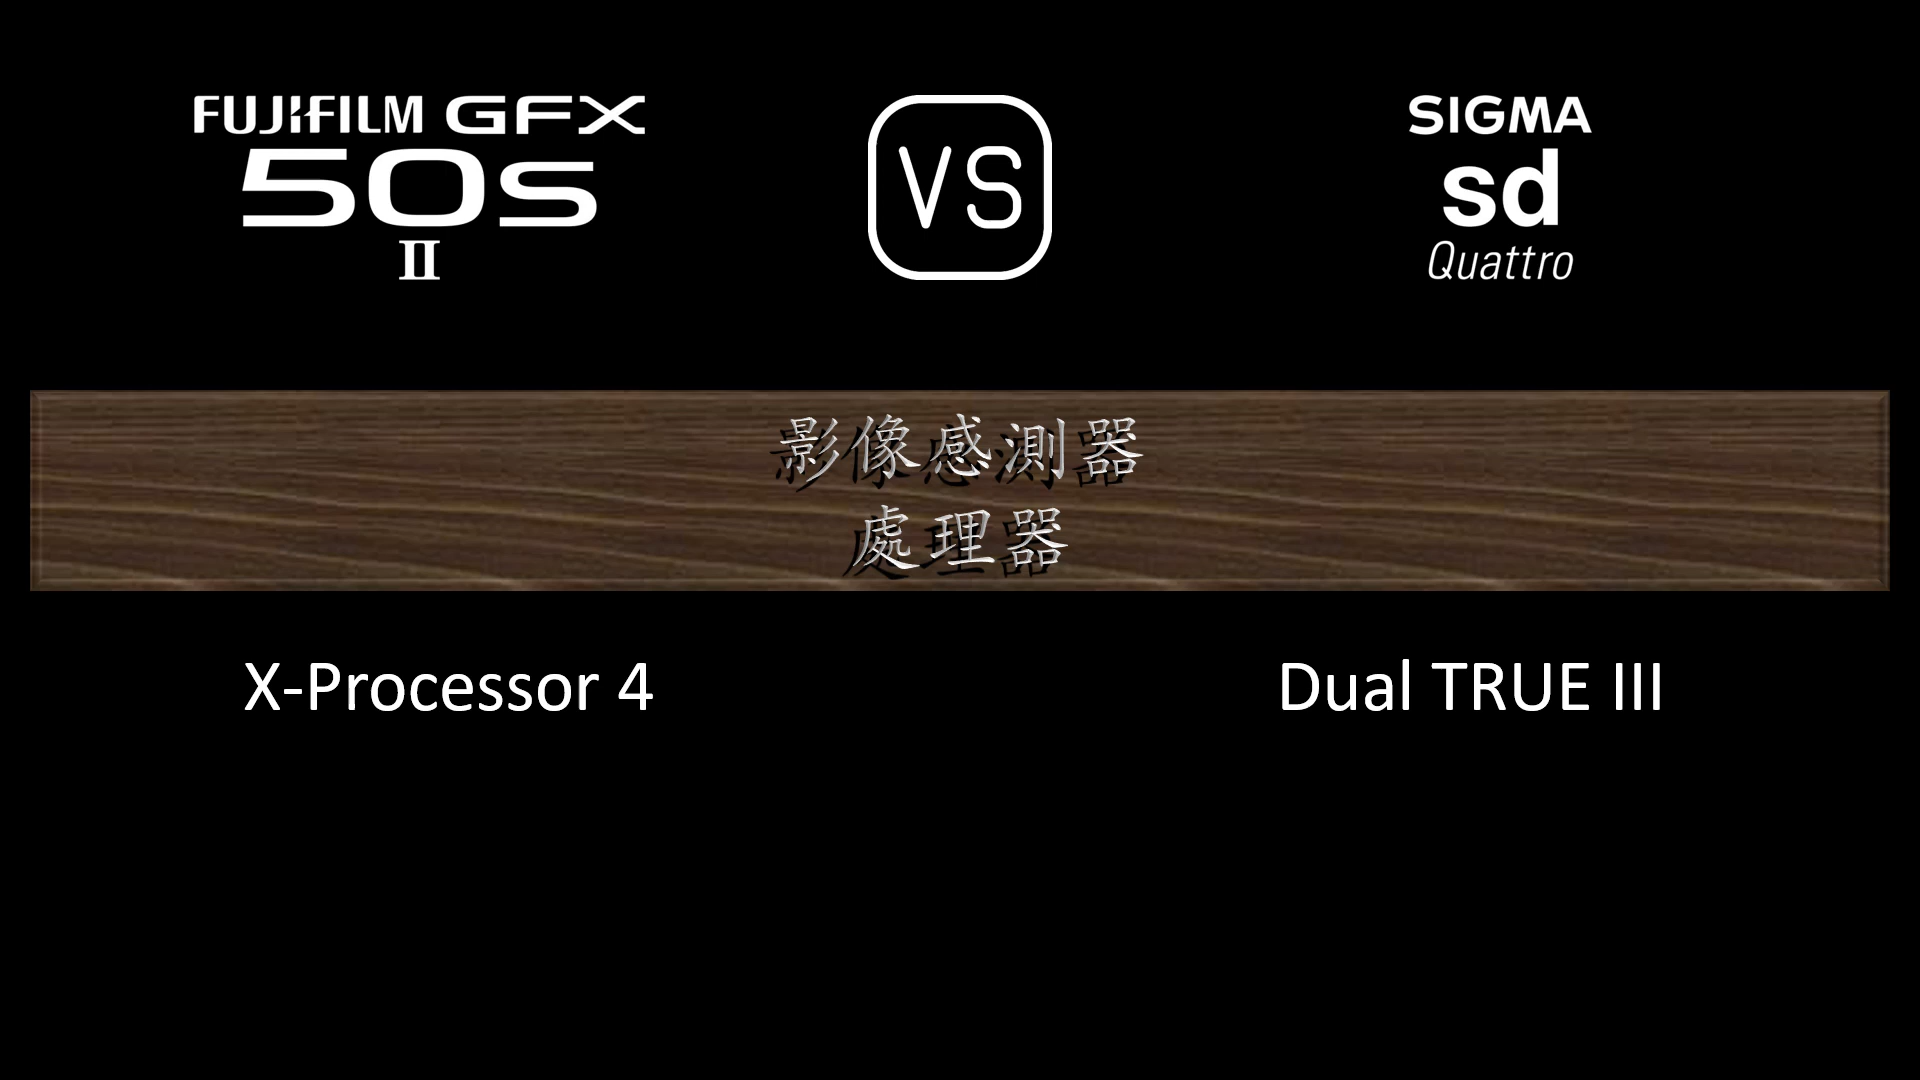 FUJIFILM GFX
50S
II
VS
SIGMA
sd
Quattro
影像感測器
處理器
X-Processor 4
Dual TRUE III